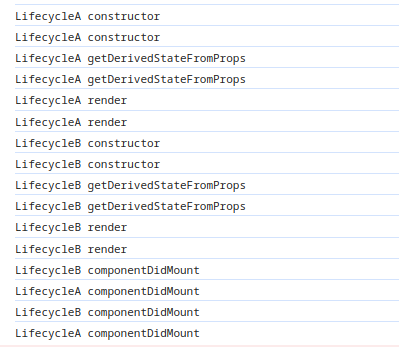 LifecycleA constructor
LifecycleA constructor
LifecycleA getDerivedStateFromProps
LifecycleA getDerivedStateFromProps
LifecycleA render
LifecycleA render
LifecycleB constructor
LifecycleB constructor
LifecycleB getDerivedStateFromProps
LifecycleB getDerivedStateFromProps
LifecycleB render
LifecycleB render
LifecycleB componentDidMount
LifecycleA componentDidMount
LifecycleB componentDidMount
LifecycleA componentDidMount